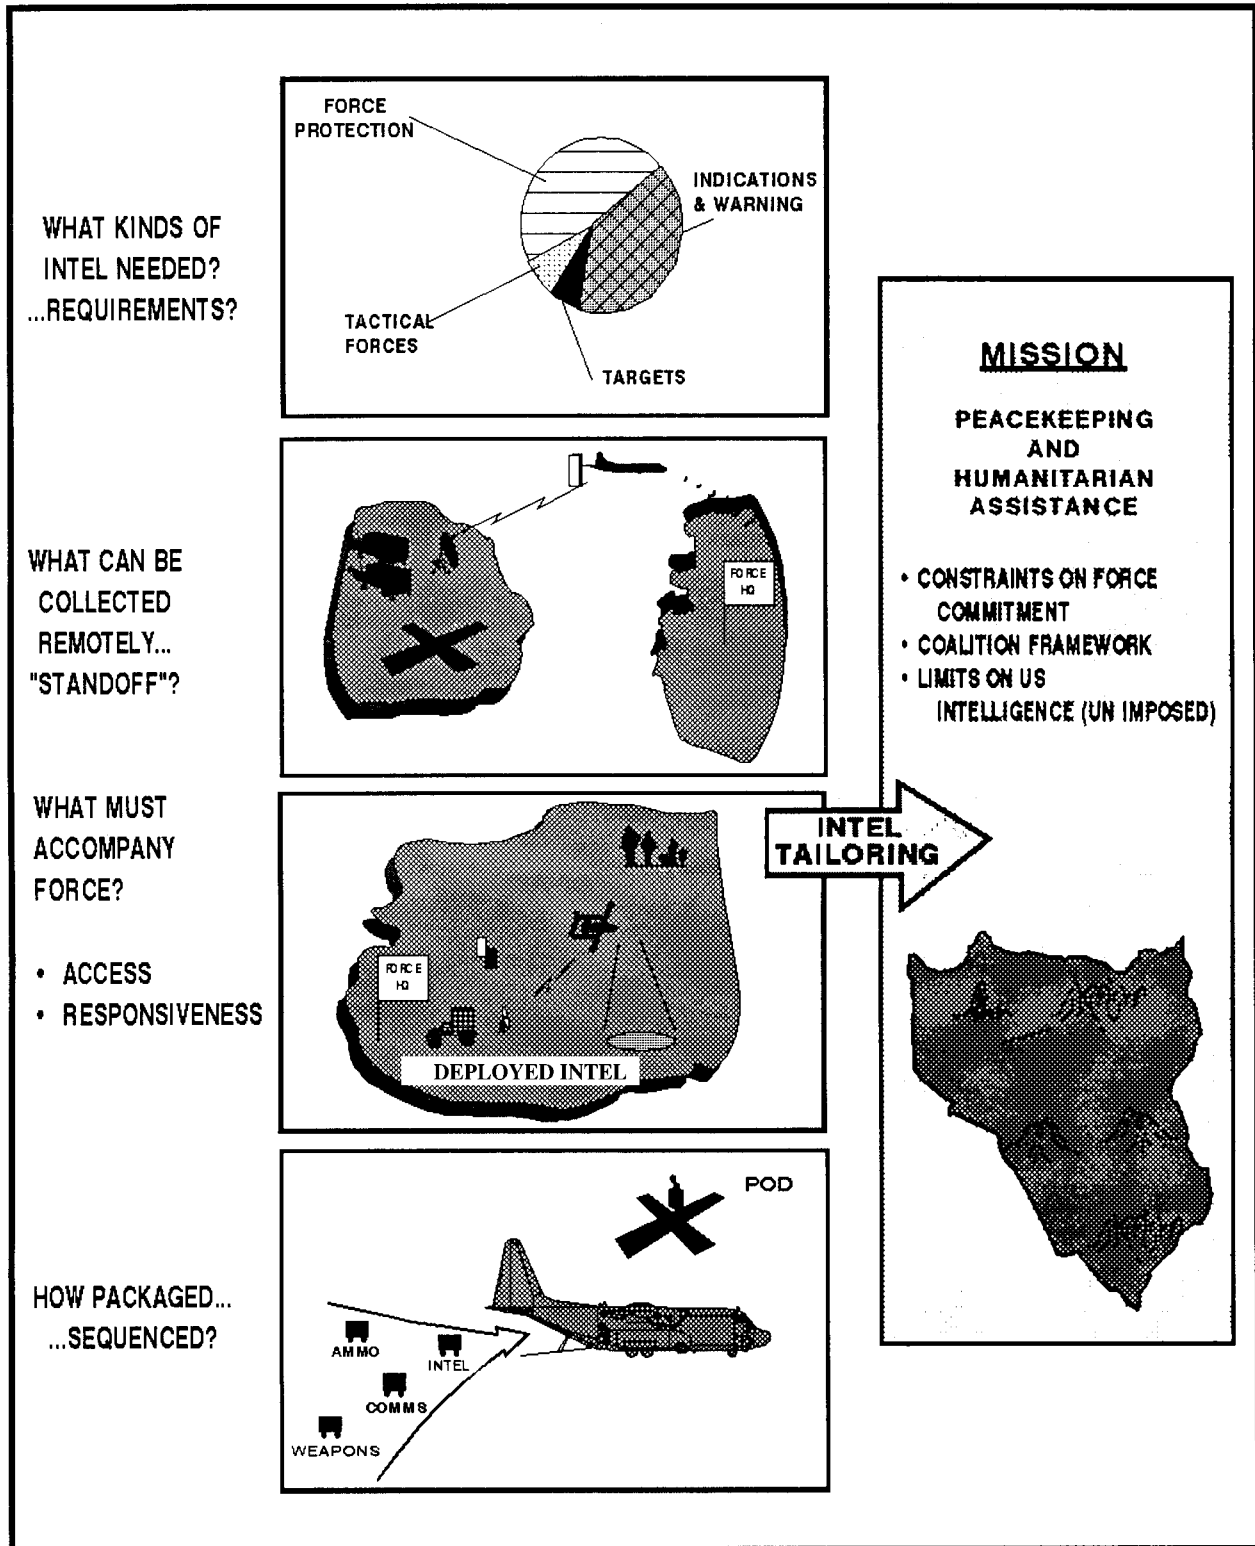 WHAT KINDS OF
INTEL NEEDED?
...REQUIREMENTS?
FORCE
PROTECTION
INDICATIONS
& WARNING
TACTICAL
FORCES
TARGETS
WHAT CAN BE
COLLECTED
REMOTELY...
"STANDOFF"?
FORCE
HQ
WHAT MUST
ACCOMPANY
FORCE?
• ACCESS
• RESPONSIVENESS
FORCE
HQ
DEPLOYED INTEL
HOW PACKAGED...
...SEQUENCED?
POD
AMMO
INTEL
COMMS
WEAPONS
INTEL
TAILORING
MISSION
PEACEKEEPING
AND
HUMANITARIAN
ASSISTANCE
• CONSTRAINTS ON FORCE
COMMITMENT
• COALITION FRAMEWORK
• LIMITS ON US
INTELLIGENCE (UN IMPOSED)